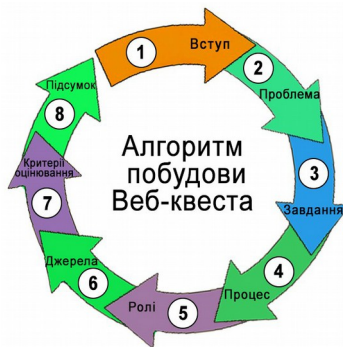 Алгоритм
побудови
Веб-квеста
1
Вступ
2
Проблема
3
Завдання
4
Процес
5
Ролі
6
Джерела
7
Критерії
оцінювання
8
Підсумок